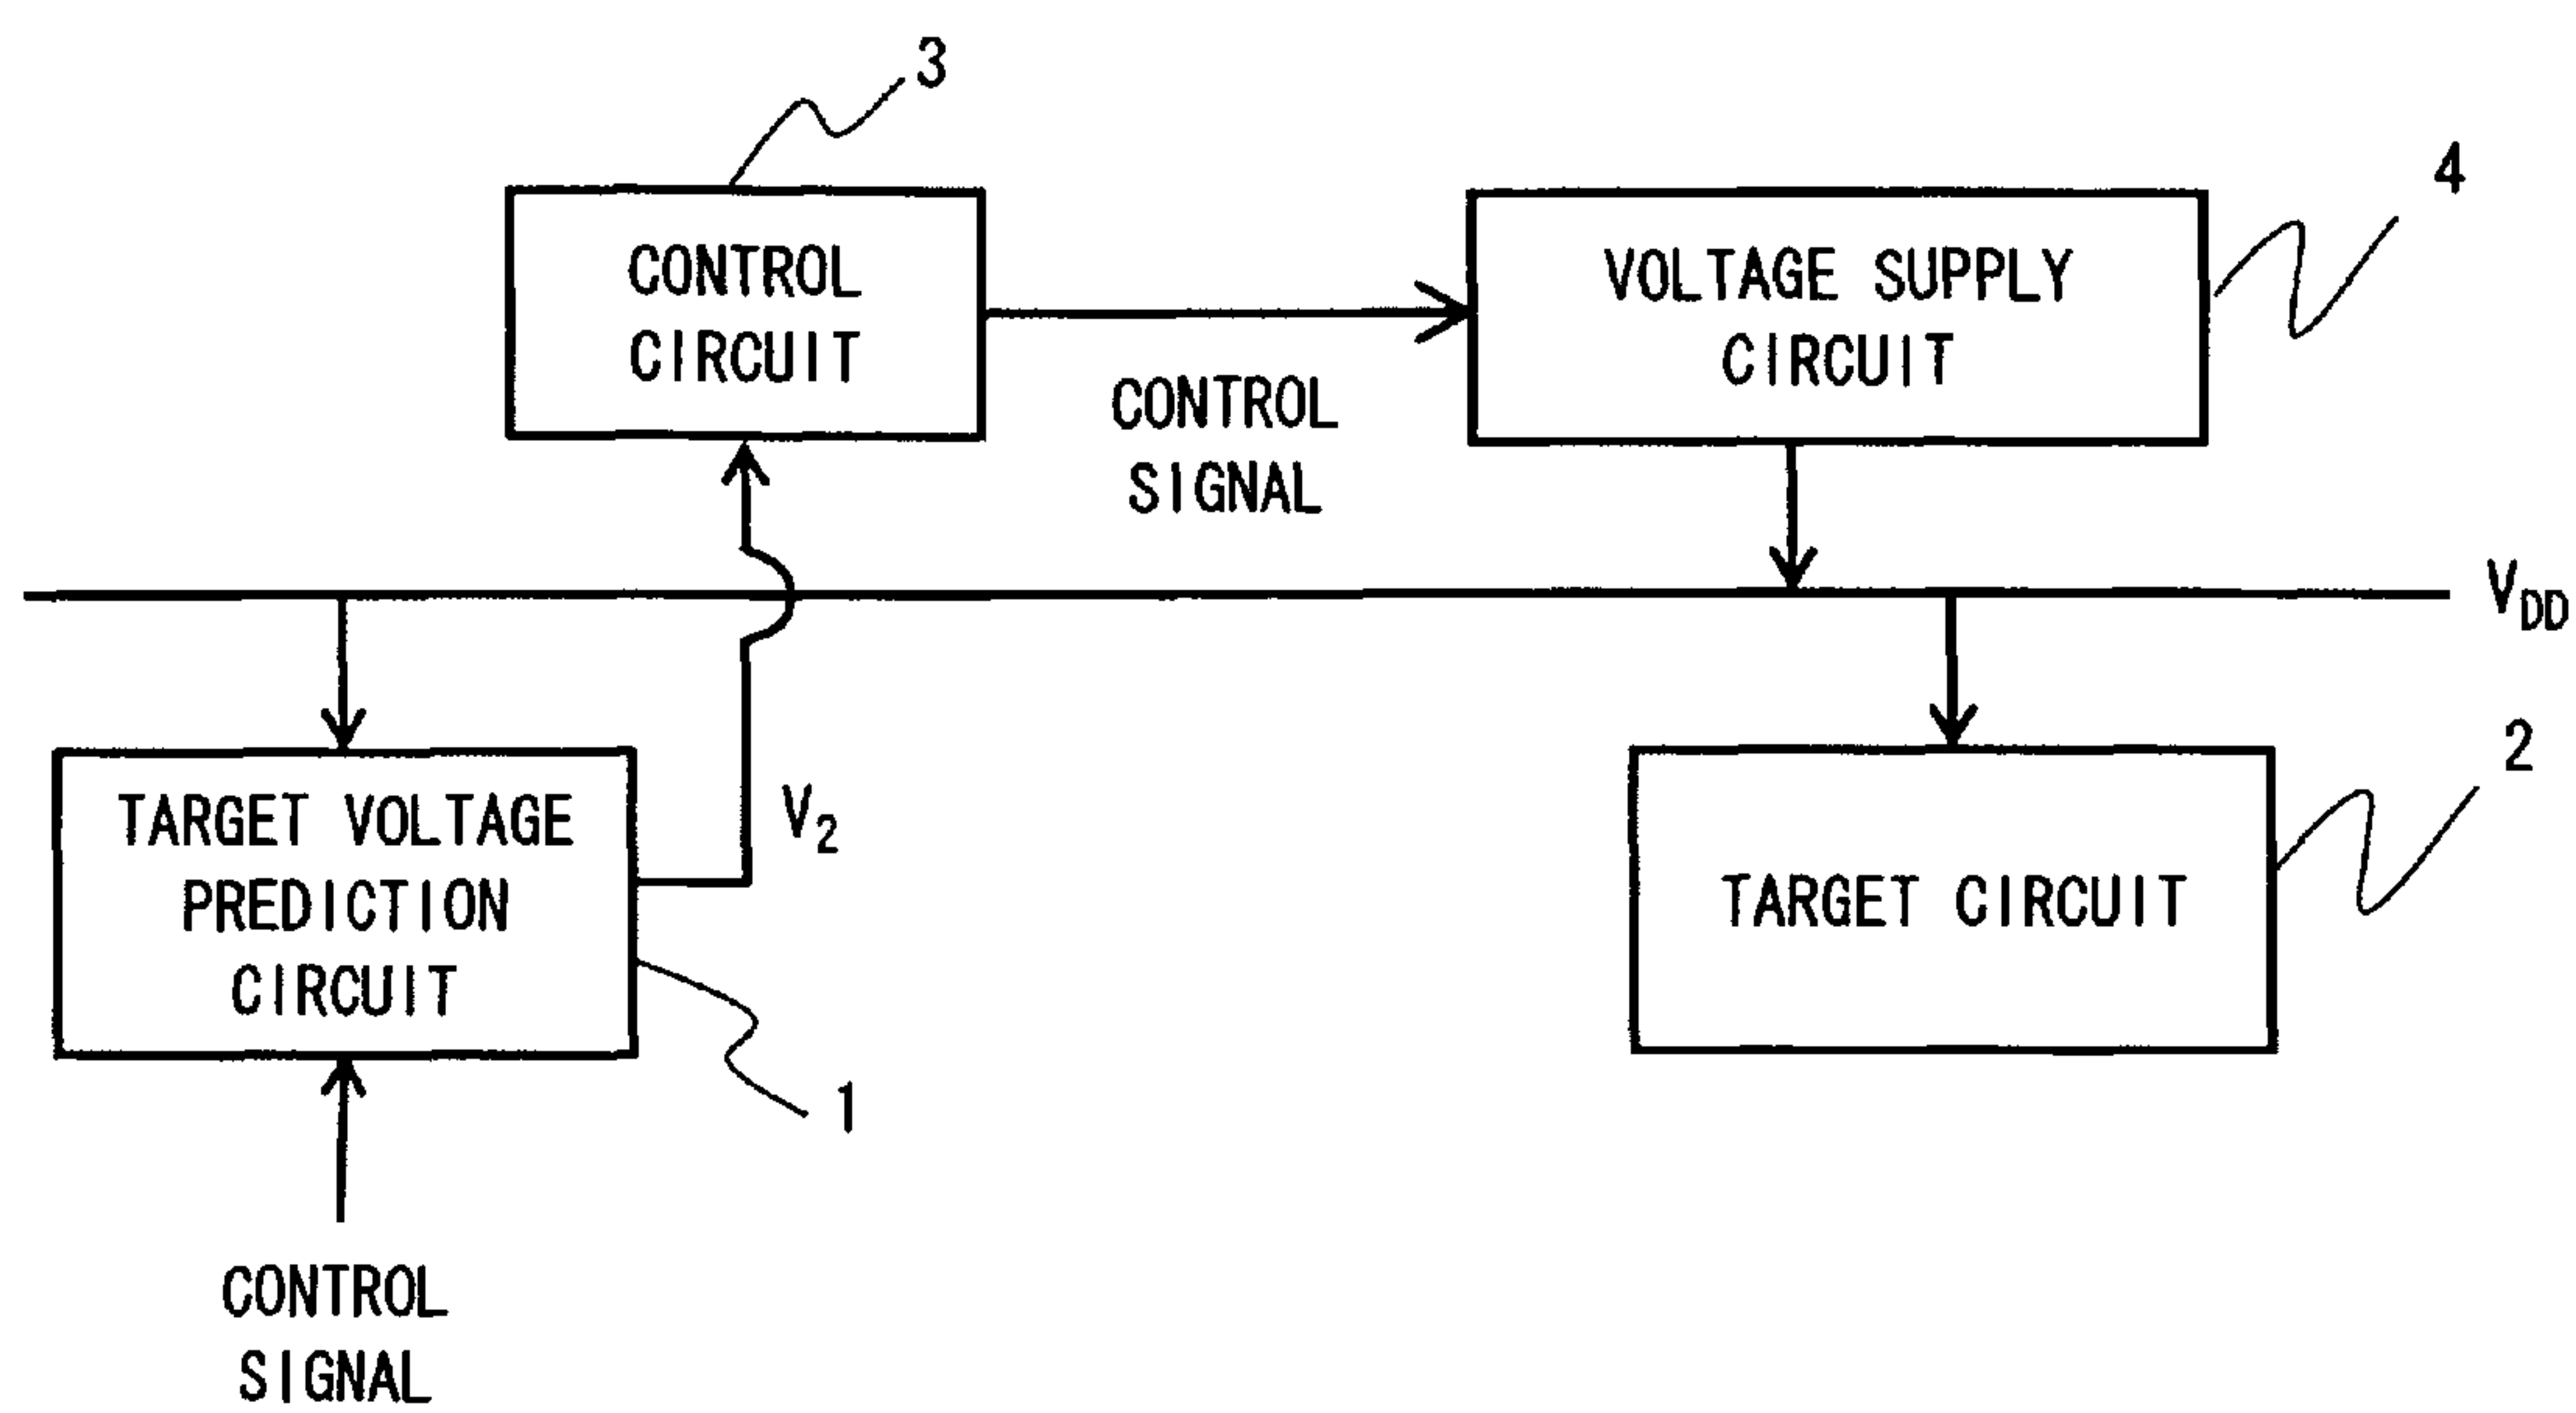 3
4
CONTROL
CIRCUIT
VOLTAGE SUPPLY
CIRCUIT
CONTROL
SIGNAL
VDD
TARGET VOLTAGE
PREDICTION
CIRCUIT
V2
2
TARGET CIRCUIT
1
CONTROL
SIGNAL